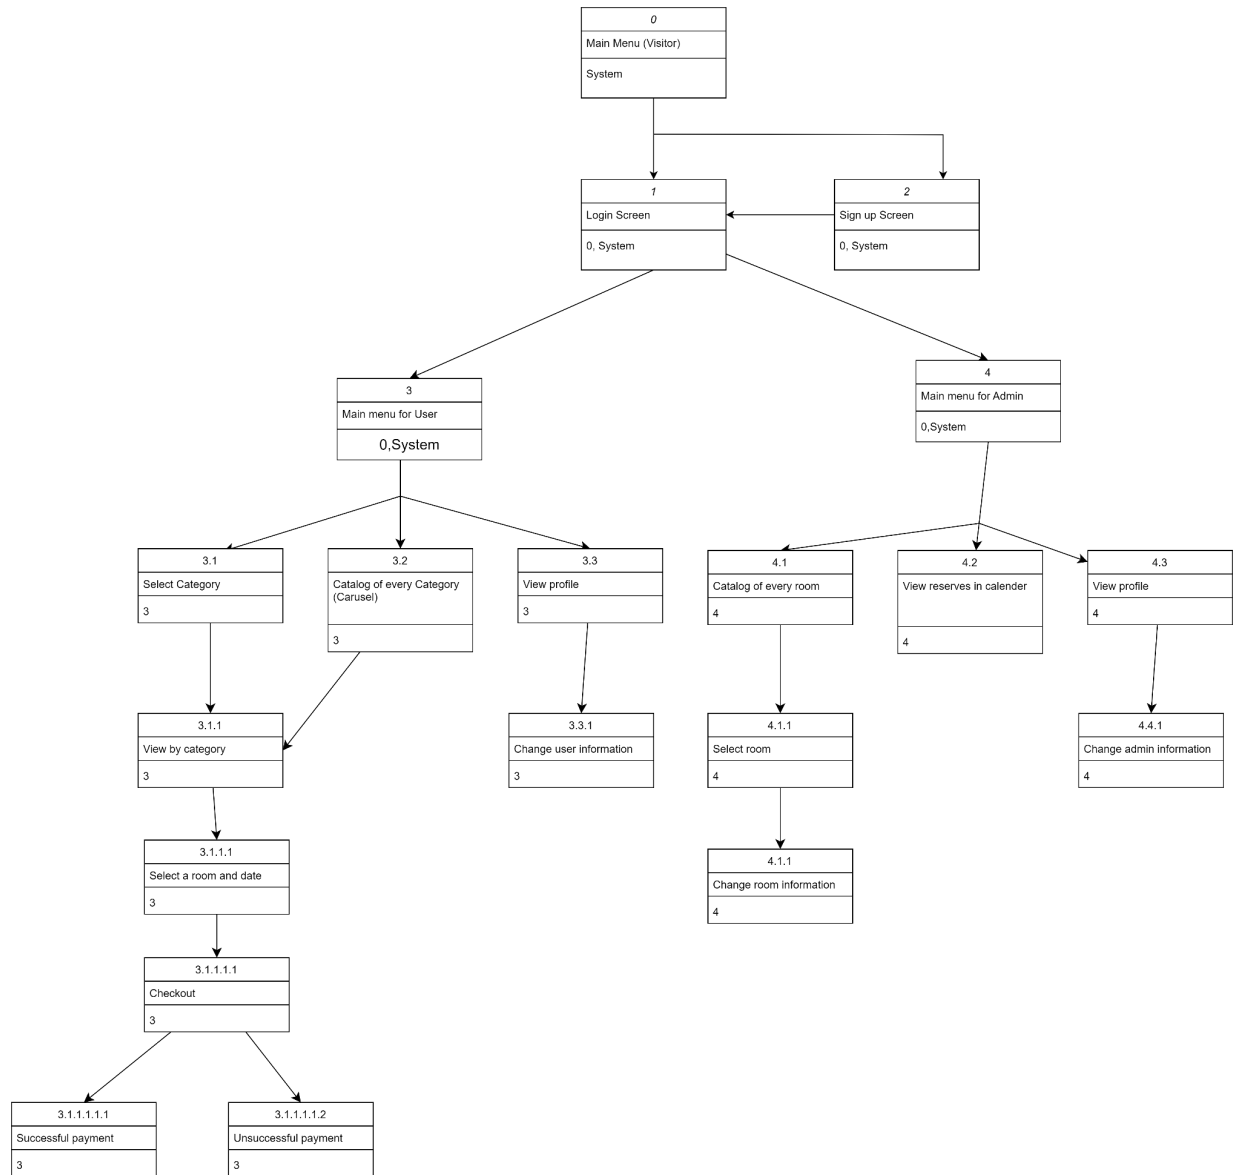 0
Main Menu (Visitor)
System
1
Login Screen
0, System
2
Sign up Screen
0, System
3
Main menu for User
0,System
4
Main menu for Admin
0,System
3.1
Select Category
3
3.2
Catalog of every Category
(Carusel)
3
3.3
View profile
3
4.1
Catalog of every room
4
4.2
View reserves in calender
4
4.3
View profile
4
3.1.1
View by category
3
3.3.1
Change user information
3
4.1.1
Select room
4
4.4.1
Change admin information
4
3.1.1.1
Select a room and date
3
4.1.1
Change room information
4
3.1.1.1.1
Checkout
3
3.1.1.1.1.1
Successful payment
3
3.1.1.1.1.2
Unsuccessful payment
3